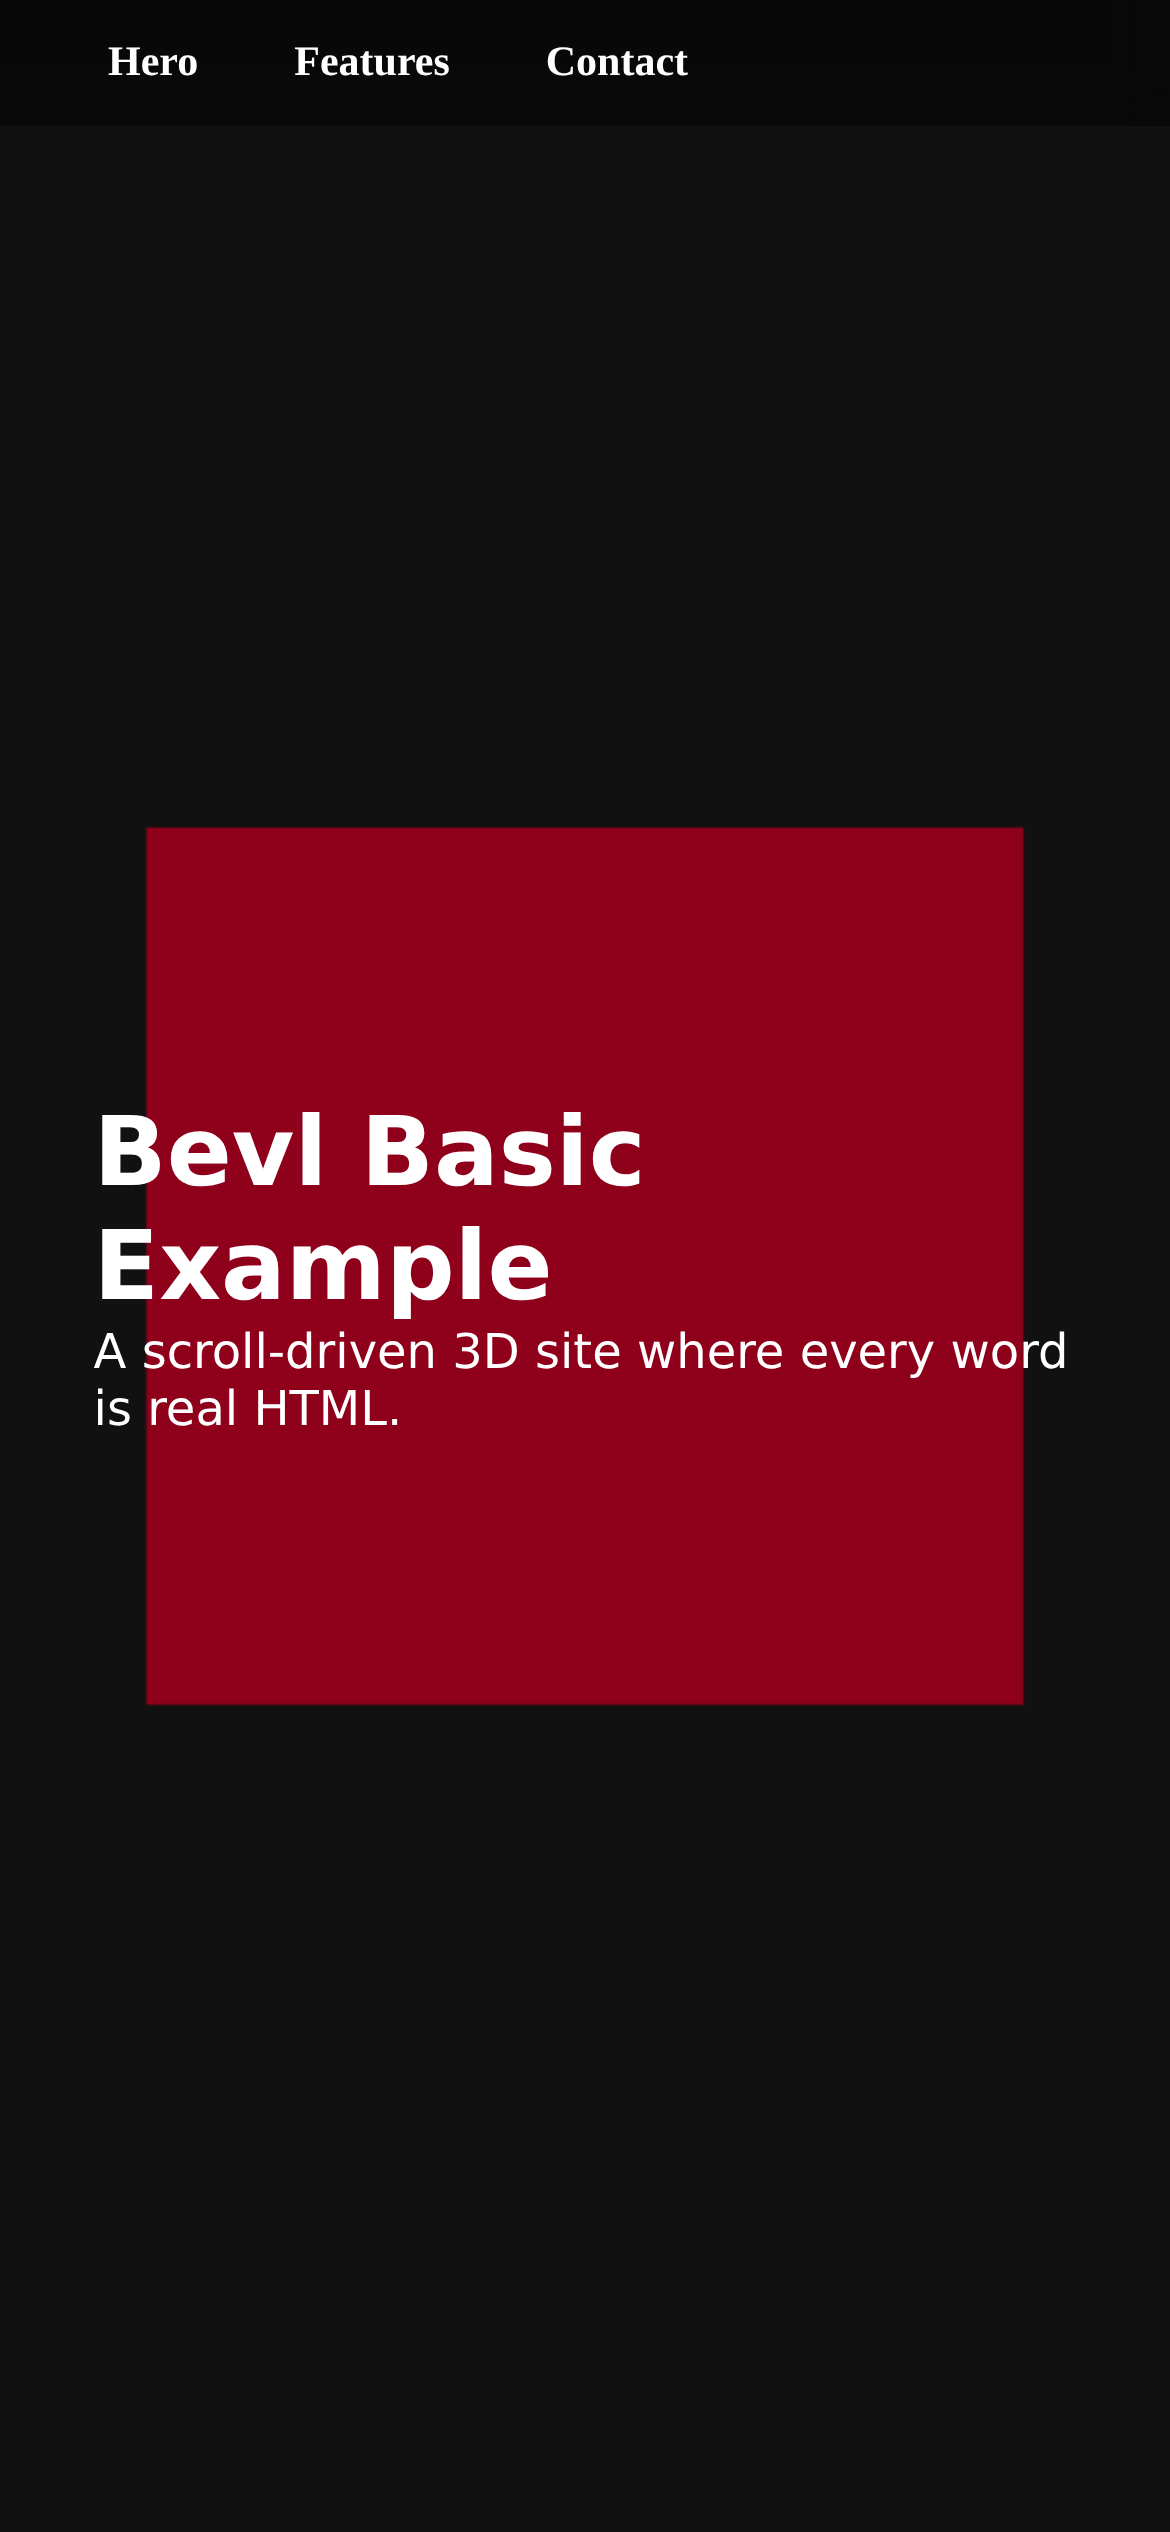 Hero Features Contact
Bevl Basic
Example
A scroll-driven 3D site where every word
is real HTML.